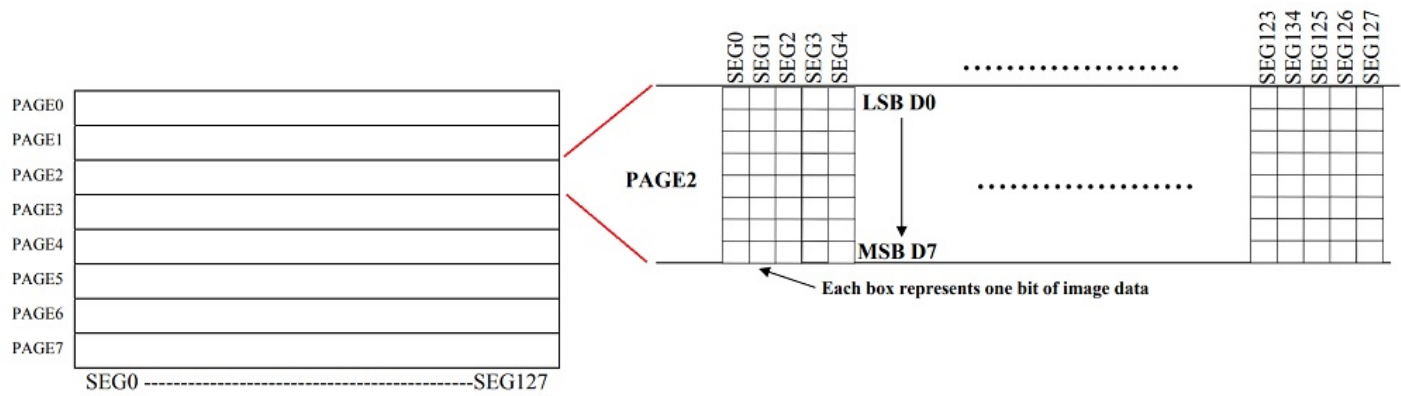 PAGE0
PAGE1
PAGE2
PAGE3
PAGE4
PAGE5
PAGE6
PAGE7
SEG0 ----------------------------------------------SEG127
SEG0
SEG1
SEG2
SEG3
SEG4
....................
SEG123
SEG134
SEG125
SEG126
SEG127
LSB D0
PAGE2
....................
MSB D7
Each box represents one bit of image data